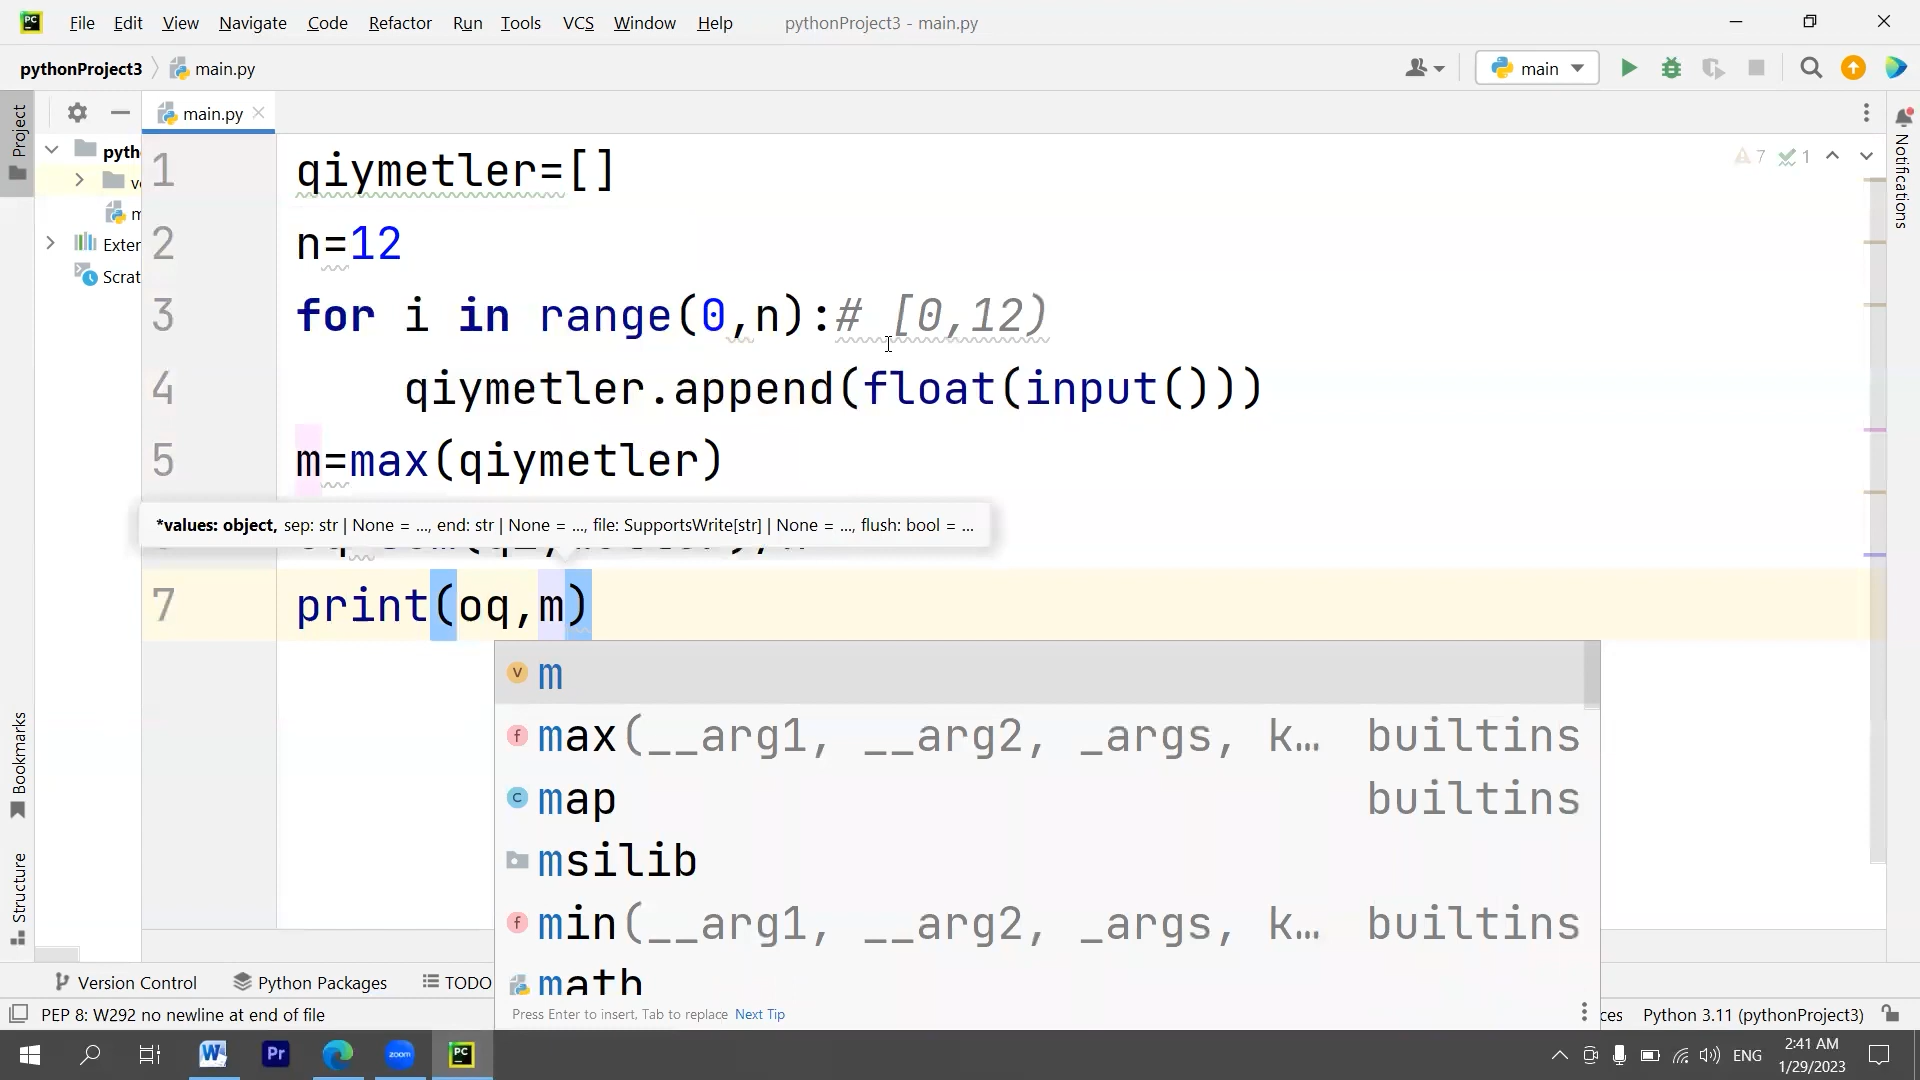 File Edit View Navigate Code Refactor Run Tools VCS Window Help pythonProject3 - main.py
pythonProject3 main.py main
Project
main.py
pyth
v
m
Exter
Scrat
7 1
Notifications
1 qiymetler=[]
2 n=12
3 for i in range(0,n):# [0,12)
4 qiymetler.append(float(input()))
5 m=max(qiymetler)
*values: object, sep: str | None = ..., end: str | None = ..., file: SupportsWrite[str] | None = ..., flush: bool = ...
7 print(oq,m)
m
max(__arg1, __arg2, _args, k… builtins
map builtins
msilib
min(__arg1, __arg2, _args, k… builtins
math
Press Enter to insert, Tab to replace Next Tip
Bookmarks
Structure
Version Control Python Packages TODO
PEP 8: W292 no newline at end of file
ces Python 3.11 (pythonProject3)
zoom
ENG
2:41 AM
1/29/2023